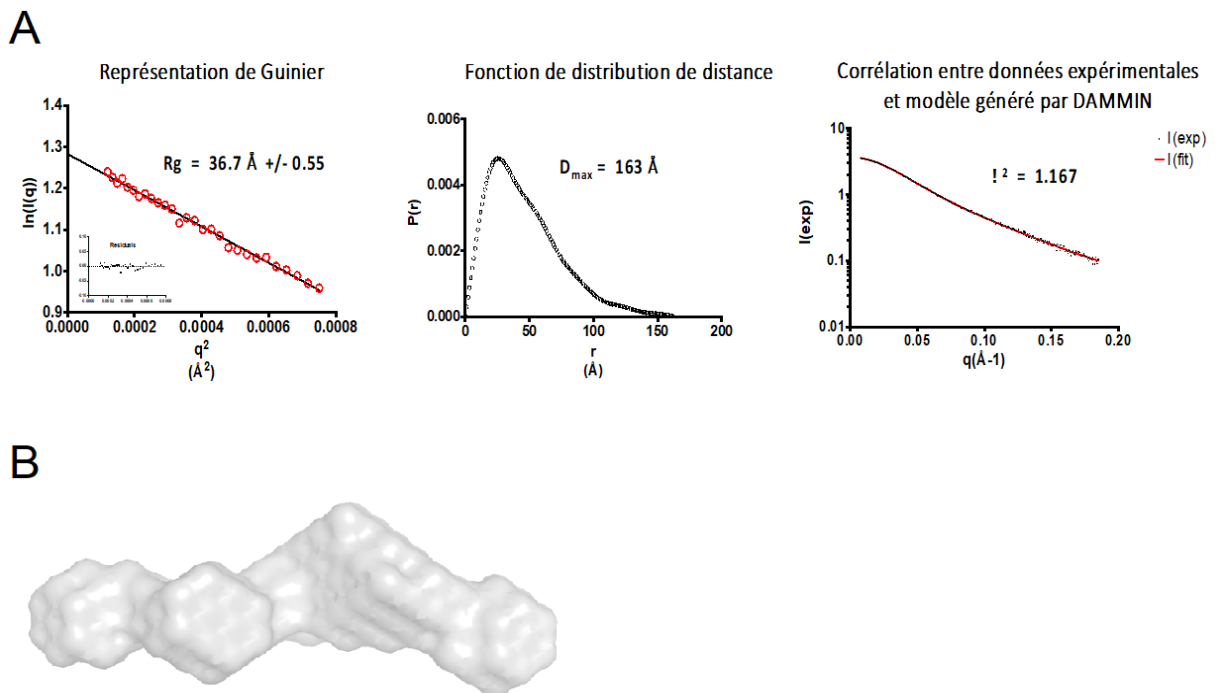 A
Représentation de Guinier
1.4
1.3
1.2
1.1
1.0
0.9
ln(I(q))
Rg = 36.7 Å +/- 0.55
Residuals
0.0000 0.0002 0.0004 0.0006 0.0008
q²
(Å²)
Fonction de distribution de distance
0.006
0.004
0.002
0.000
P(r)
Dmax = 163 Å
0 50 100 150 200
r
(Å)
Corrélation entre données expérimentales
et modèle généré par DAMMIN
10
1
0.1
0.01
I(exp)
! ² = 1.167
I(exp)
I(fit)
0.00 0.05 0.10 0.15 0.20
q(Å-1)
B